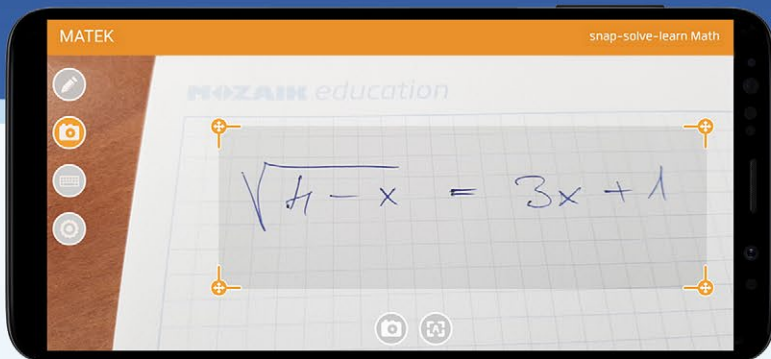 MATEK
snap-solve-learn Math
MOZAIK education
√4 - x = 3x + 1